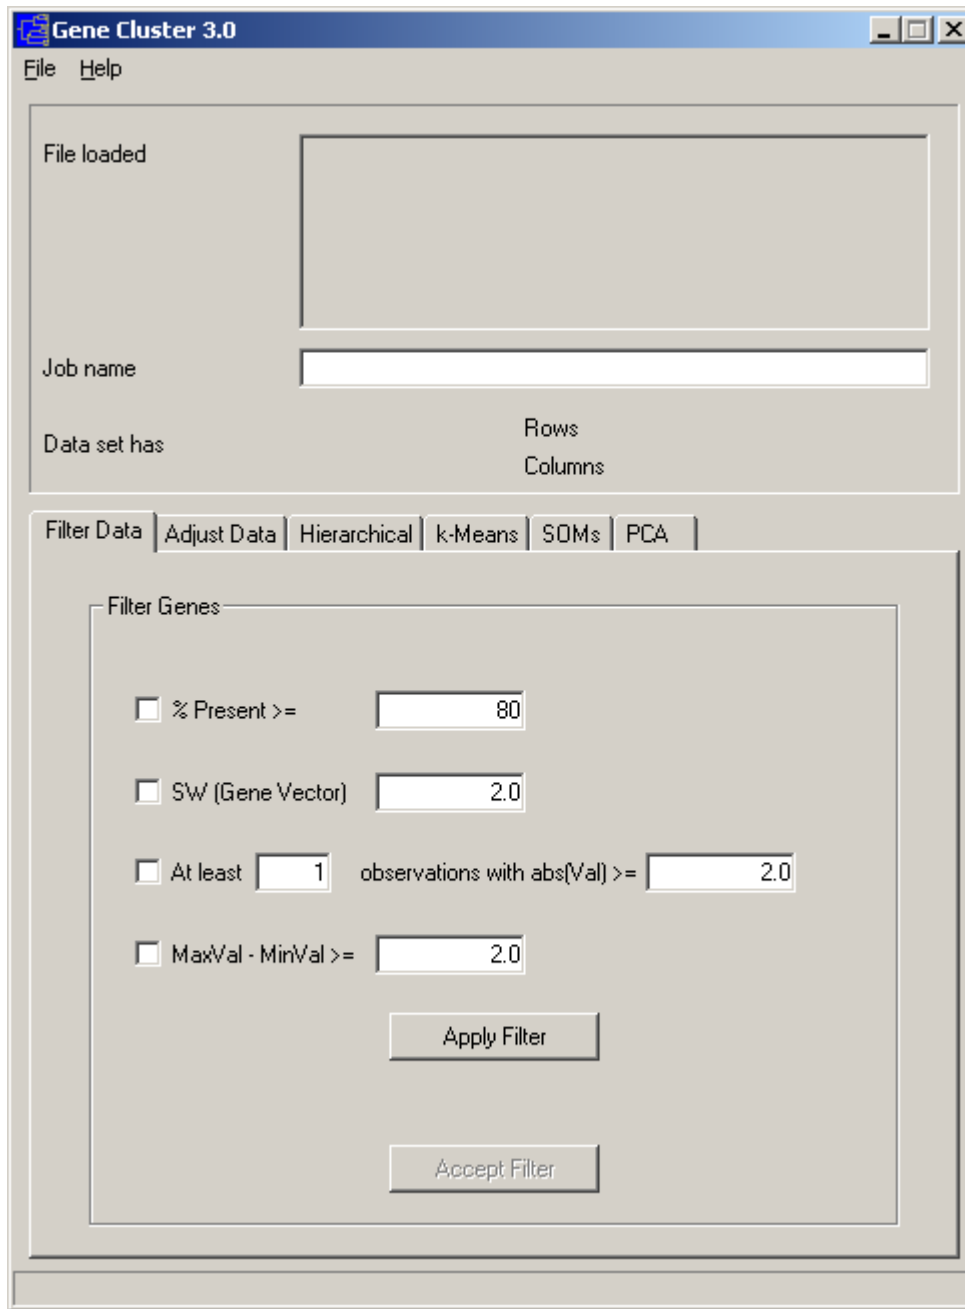 Gene Cluster 3.0
File Help
File loaded
Job name
Data set has
Rows
Columns
Filter Data Adjust Data Hierarchical k-Means SOMs PCA
Filter Genes
% Present >= 80
SW (Gene Vector) 2.0
At least 1 observations with abs(Val) >= 2.0
MaxVal - MinVal >= 2.0
Apply Filter
Accept Filter